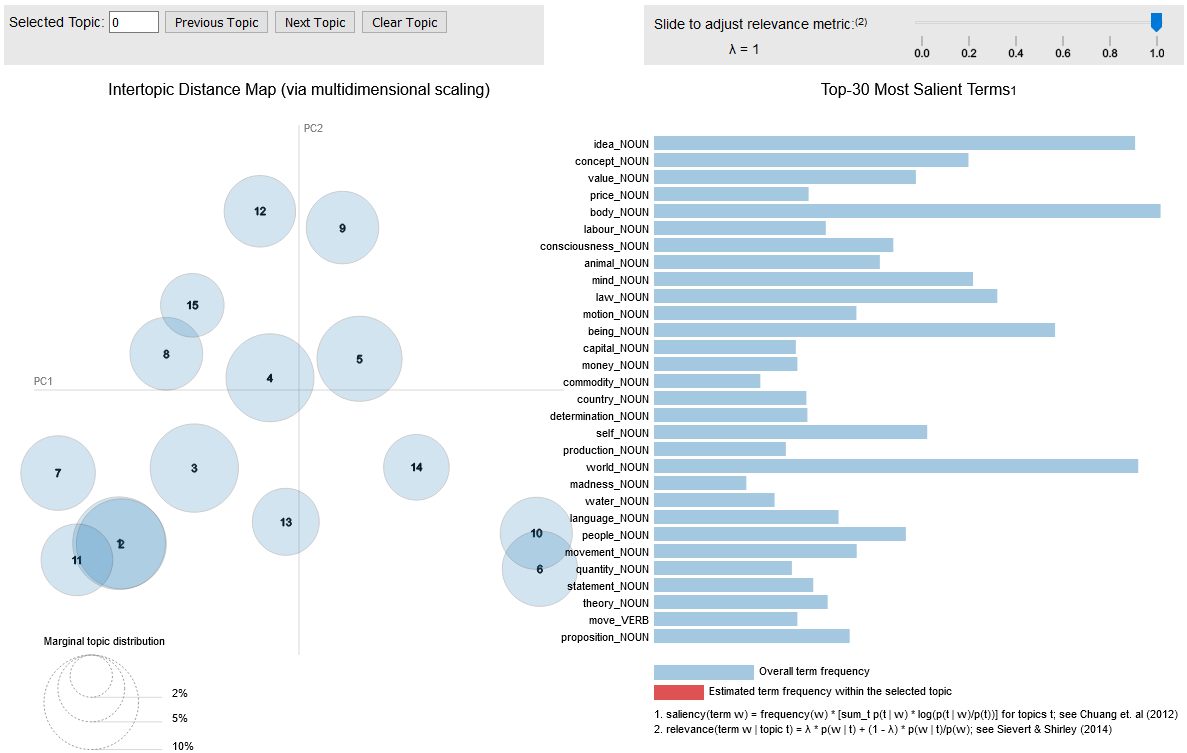 Selected Topic: 0 Previous Topic Next Topic Clear Topic
Slide to adjust relevance metric:(2)
λ = 1
0.0 0.2 0.4 0.6 0.8 1.0
Intertopic Distance Map (via multidimensional scaling)
PC2
PC1
12
9
15
8
5
4
7
3
14
13
10
6
1
2
11
Marginal topic distribution
2%
5%
10%
Top-30 Most Salient Terms1
idea_NOUN
concept_NOUN
value_NOUN
price_NOUN
body_NOUN
labour_NOUN
consciousness_NOUN
animal_NOUN
mind_NOUN
law_NOUN
motion_NOUN
being_NOUN
capital_NOUN
money_NOUN
commodity_NOUN
country_NOUN
determination_NOUN
self_NOUN
production_NOUN
world_NOUN
madness_NOUN
water_NOUN
language_NOUN
people_NOUN
movement_NOUN
quantity_NOUN
statement_NOUN
theory_NOUN
move_VERB
proposition_NOUN
Overall term frequency
Estimated term frequency within the selected topic
1. saliency(term w) = frequency(w) * [sum_t p(t | w) * log(p(t | w)/p(t))] for topics t; see Chuang et. al (2012)
2. relevance(term w | topic t) = λ * p(w | t) + (1 - λ) * p(w | t)/p(w); see Sievert & Shirley (2014)